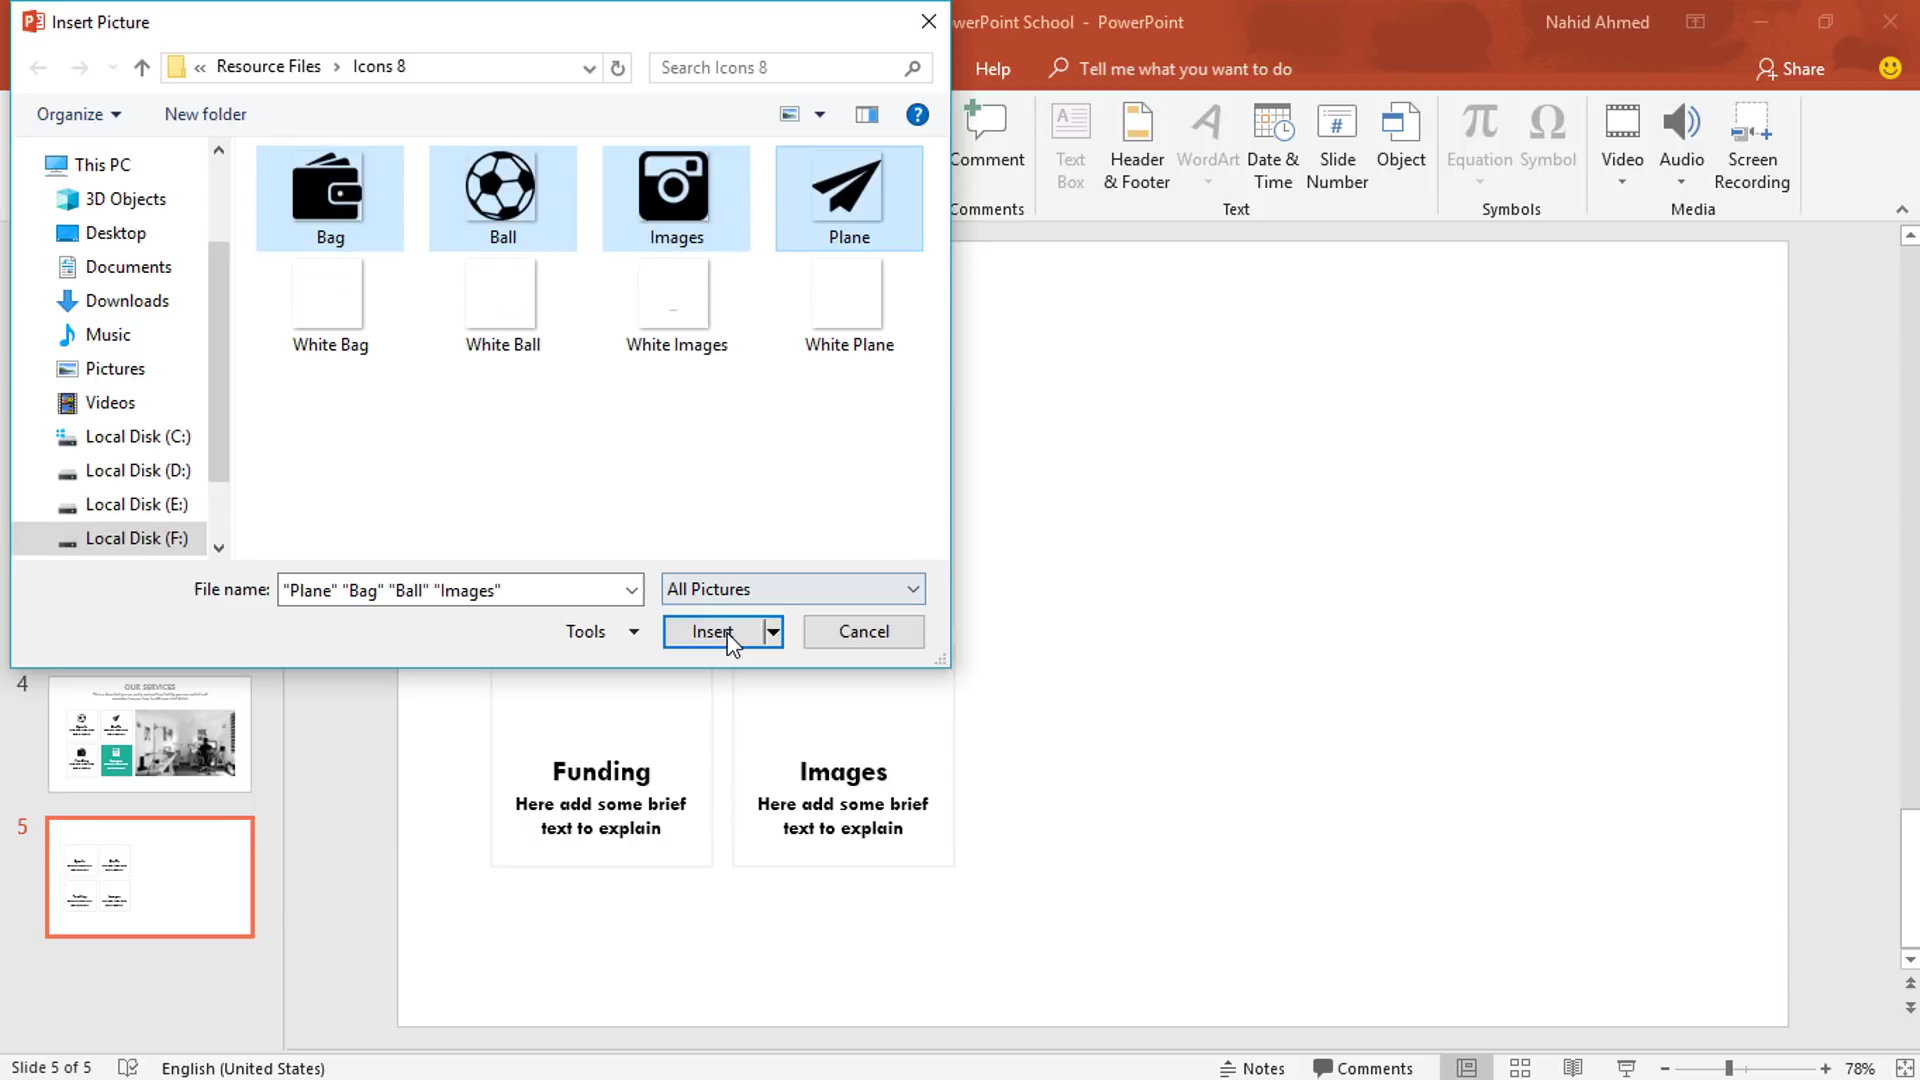 Insert Picture
werPoint School - PowerPoint
Nahid Ahmed
« Resource Files > Icons 8
Search Icons 8
Help
Tell me what you want to do
Share
Organize
New folder
This PC
3D Objects
Desktop
Documents
Downloads
Music
Pictures
Videos
Local Disk (C:)
Local Disk (D:)
Local Disk (E:)
Local Disk (F:)
Bag
Ball
Images
Plane
White Bag
White Ball
White Images
White Plane
File name:
"Plane" "Bag" "Ball" "Images"
All Pictures
Tools
Insert
Cancel
Comment
Text Box
Header & Footer
WordArt
Date & Time
Slide Number
Object
Equation
Symbol
Video
Audio
Screen Recording
Comments
Text
Symbols
Media
4
OUR SERVICES
5
Funding
Here add some brief
text to explain
Images
Here add some brief
text to explain
Slide 5 of 5
English (United States)
Notes
Comments
78%